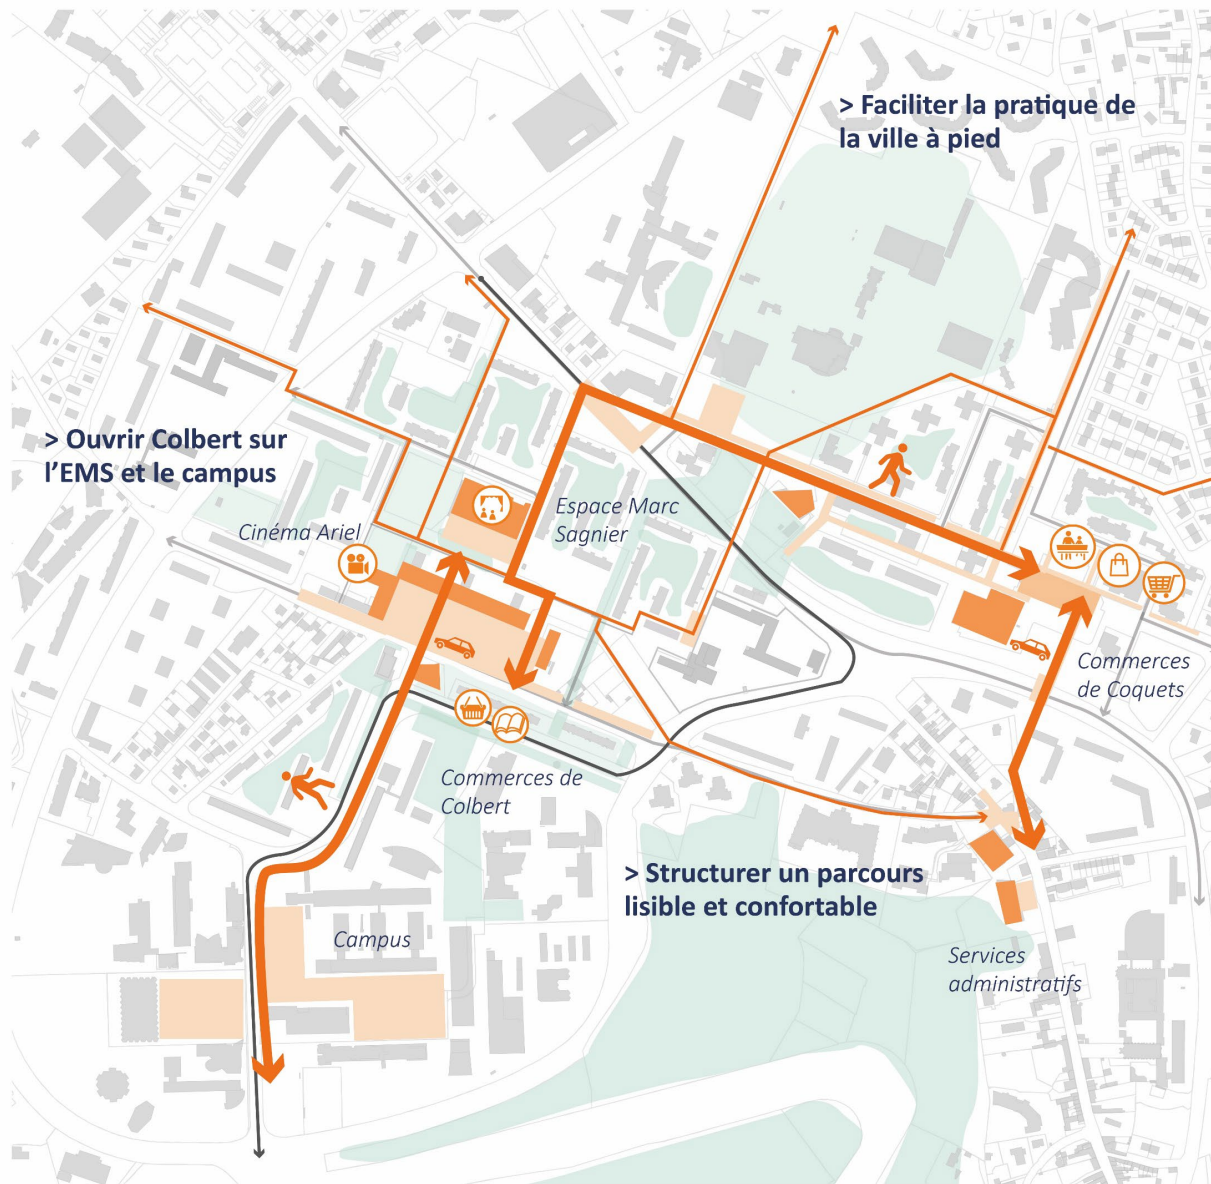 > Faciliter la pratique de
la ville à pied
> Ouvrir Colbert sur
l'EMS et le campus
Cinéma Ariel
Espace Marc
Sagnier
Commerces
de Coquets
Commerces de
Colbert
> Structurer un parcours
lisible et confortable
Campus
Services
administratifs